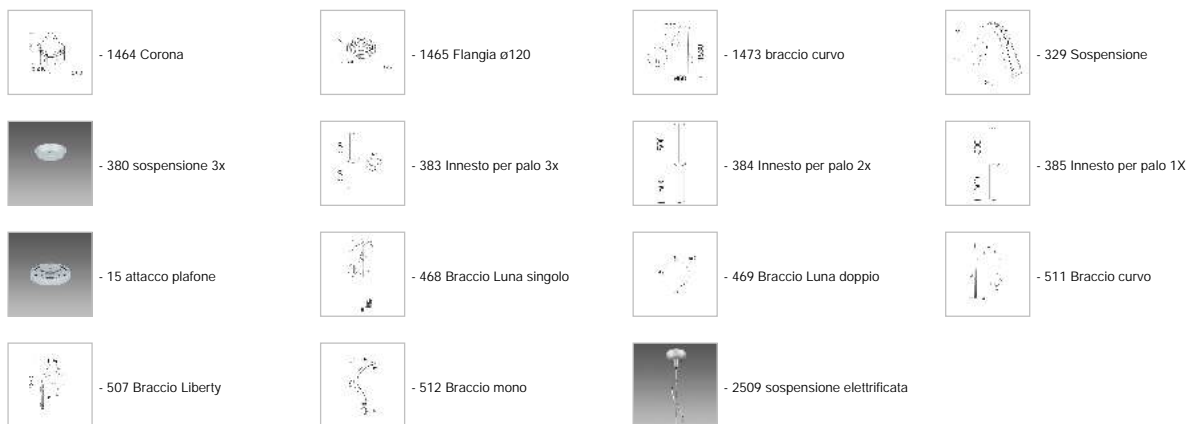 - 1464 Corona
- 1465 Flangia ø120
- 1473 braccio curvo
- 329 Sospensione
- 380 sospensione 3x
- 383 Innesto per palo 3x
- 384 Innesto per palo 2x
- 385 Innesto per palo 1X
- 15 attacco plafone
- 468 Braccio Luna singolo
- 469 Braccio Luna doppio
- 511 Braccio curvo
- 507 Braccio Liberty
- 512 Braccio mono
- 2509 sospensione elettrificata